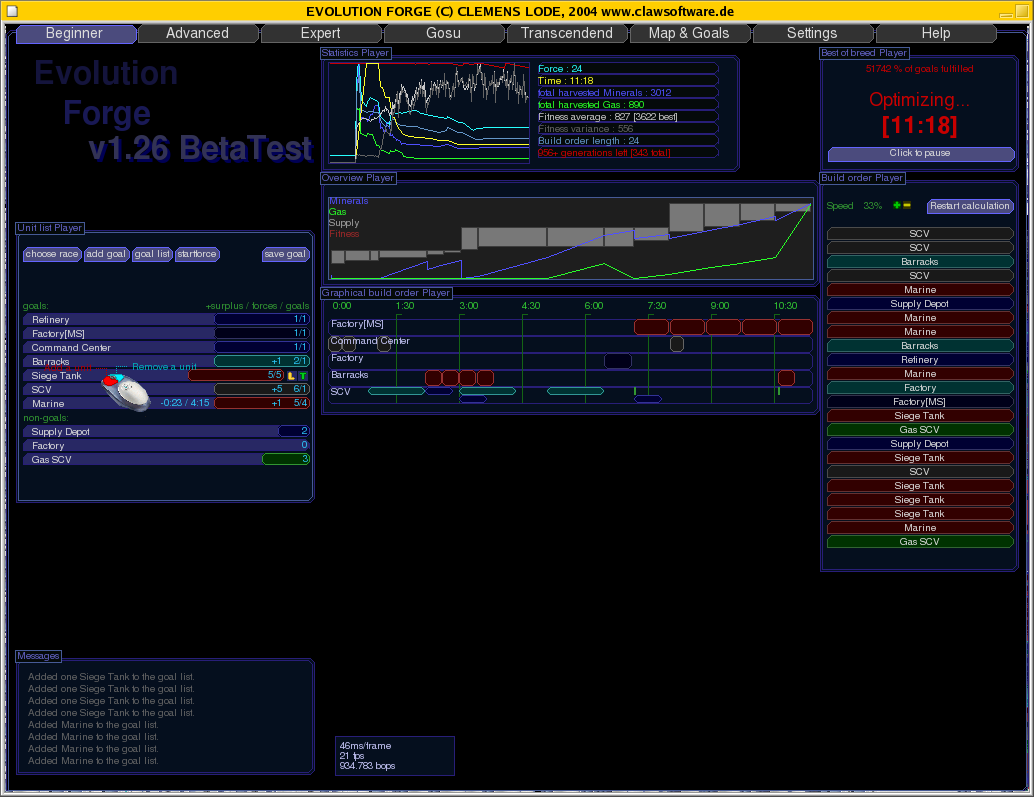 EVOLUTION FORGE (C) CLEMENS LODE, 2004 www.clawsoftware.de
Beginner Advanced Expert Gosu Transcendend Map & Goals Settings Help
Evolution
Forge
v1.26 BetaTest
Statistics Player
Force : 24
Time : 11:18
total harvested Minerals : 3012
total harvested Gas : 890
Fitness average : 827 [3622 best]
Fitness variance : 556
Build order length : 24
956+ generations left [343 total]
Best of breed Player
51742 % of goals fulfilled
Optimizing...
[11:18]
Click to pause
Overview Player
Minerals
Gas
Supply
Fitness
Build order Player
Speed 33% Restart calculation
SCV
SCV
Barracks
SCV
Marine
Supply Depot
Marine
Marine
Barracks
Refinery
Marine
Factory
Factory[MS]
Siege Tank
Gas SCV
Supply Depot
Siege Tank
SCV
Siege Tank
Siege Tank
Siege Tank
Marine
Gas SCV
Unit list Player
choose race add goal goal list startforce save goal
goals: +surplus / forces / goals
Refinery 1/1
Factory[MS] 1/1
Command Center 1/1
Barracks +1 2/1
Remove a unit
Siege Tank 5/5 L T
SCV +5 6/1
Marine -0:23 / 4:15 +1 5/4
non-goals:
Supply Depot 2
Factory 0
Gas SCV 3
Graphical build order Player
0:00 1:30 3:00 4:30 6:00 7:30 9:00 10:30
Factory[MS]
Command Center
Factory
Barracks
SCV
Messages
Added one Siege Tank to the goal list.
Added one Siege Tank to the goal list.
Added one Siege Tank to the goal list.
Added one Siege Tank to the goal list.
Added Marine to the goal list.
Added Marine to the goal list.
Added Marine to the goal list.
Added Marine to the goal list.
46ms/frame
21 fps
934.783 bops